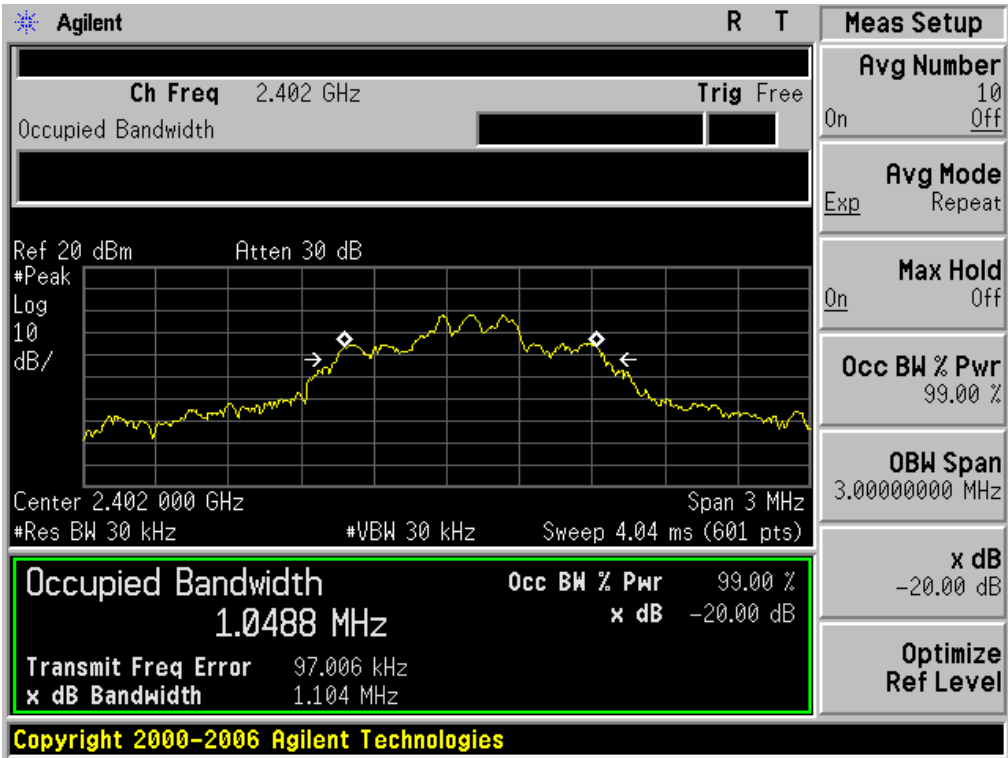 Agilent R T
Ch Freq 2.402 GHz Trig Free
Occupied Bandwidth
Ref 20 dBm Atten 30 dB
#Peak
Log
10
dB/
Center 2.402 000 GHz Span 3 MHz
#Res BW 30 kHz #VBW 30 kHz Sweep 4.04 ms (601 pts)
Occupied Bandwidth Occ BW % Pwr 99.00 %
1.0488 MHz x dB -20.00 dB
Transmit Freq Error 97.006 kHz
x dB Bandwidth 1.104 MHz
Copyright 2000-2006 Agilent Technologies
Meas Setup
Avg Number
10
On Off
Avg Mode
Exp Repeat
Max Hold
On Off
Occ BW % Pwr
99.00 %
OBW Span
3.00000000 MHz
x dB
-20.00 dB
Optimize
Ref Level